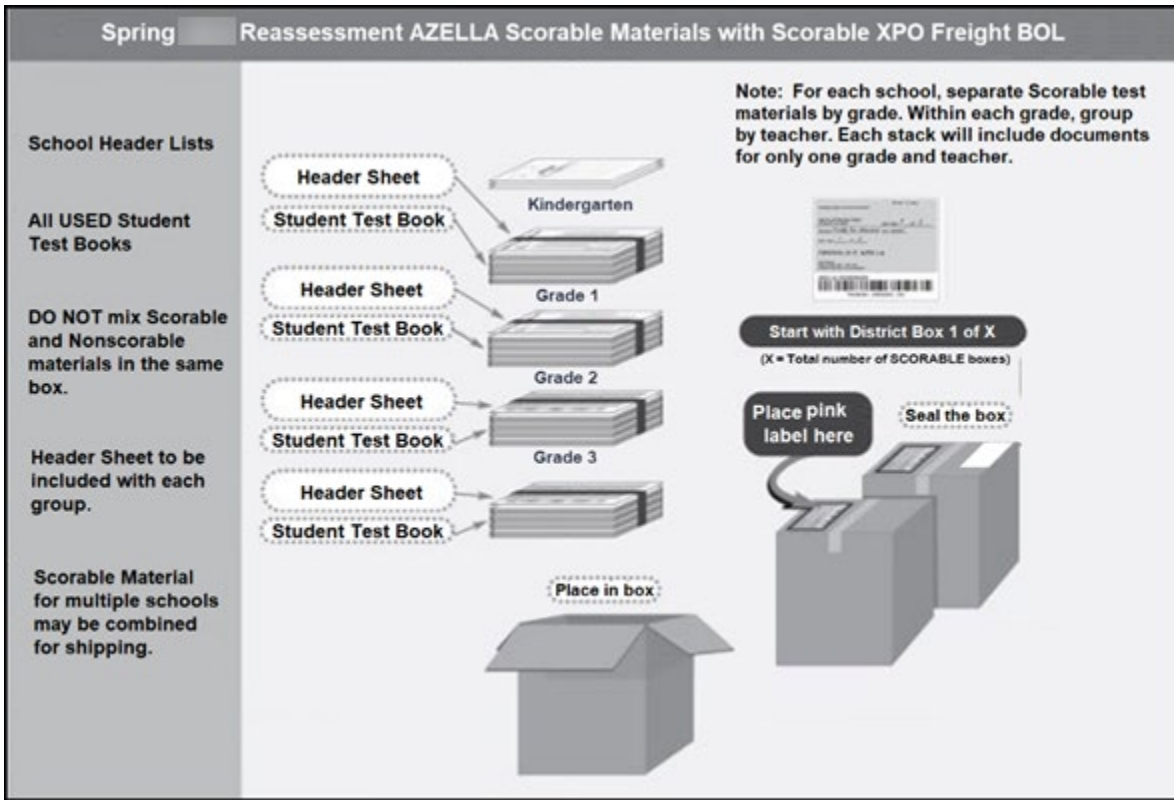 Spring Reassessment AZELLA Scorable Materials with Scorable XPO Freight BOL
School Header Lists
All USED Student
Test Books
DO NOT mix Scorable
and Nonscorable
materials in the same
box.
Header Sheet to be
included with each
group.
Scorable Material
for multiple schools
may be combined
for shipping.
Header Sheet
Student Test Book
Kindergarten
Header Sheet
Student Test Book
Grade 1
Header Sheet
Student Test Book
Grade 2
Header Sheet
Student Test Book
Grade 3
Place in box
Note: For each school, separate Scorable test
materials by grade. Within each grade, group
by teacher. Each stack will include documents
for only one grade and teacher.
Start with District Box 1 of X
(X = Total number of SCORABLE boxes)
Place pink
label here
Seal the box